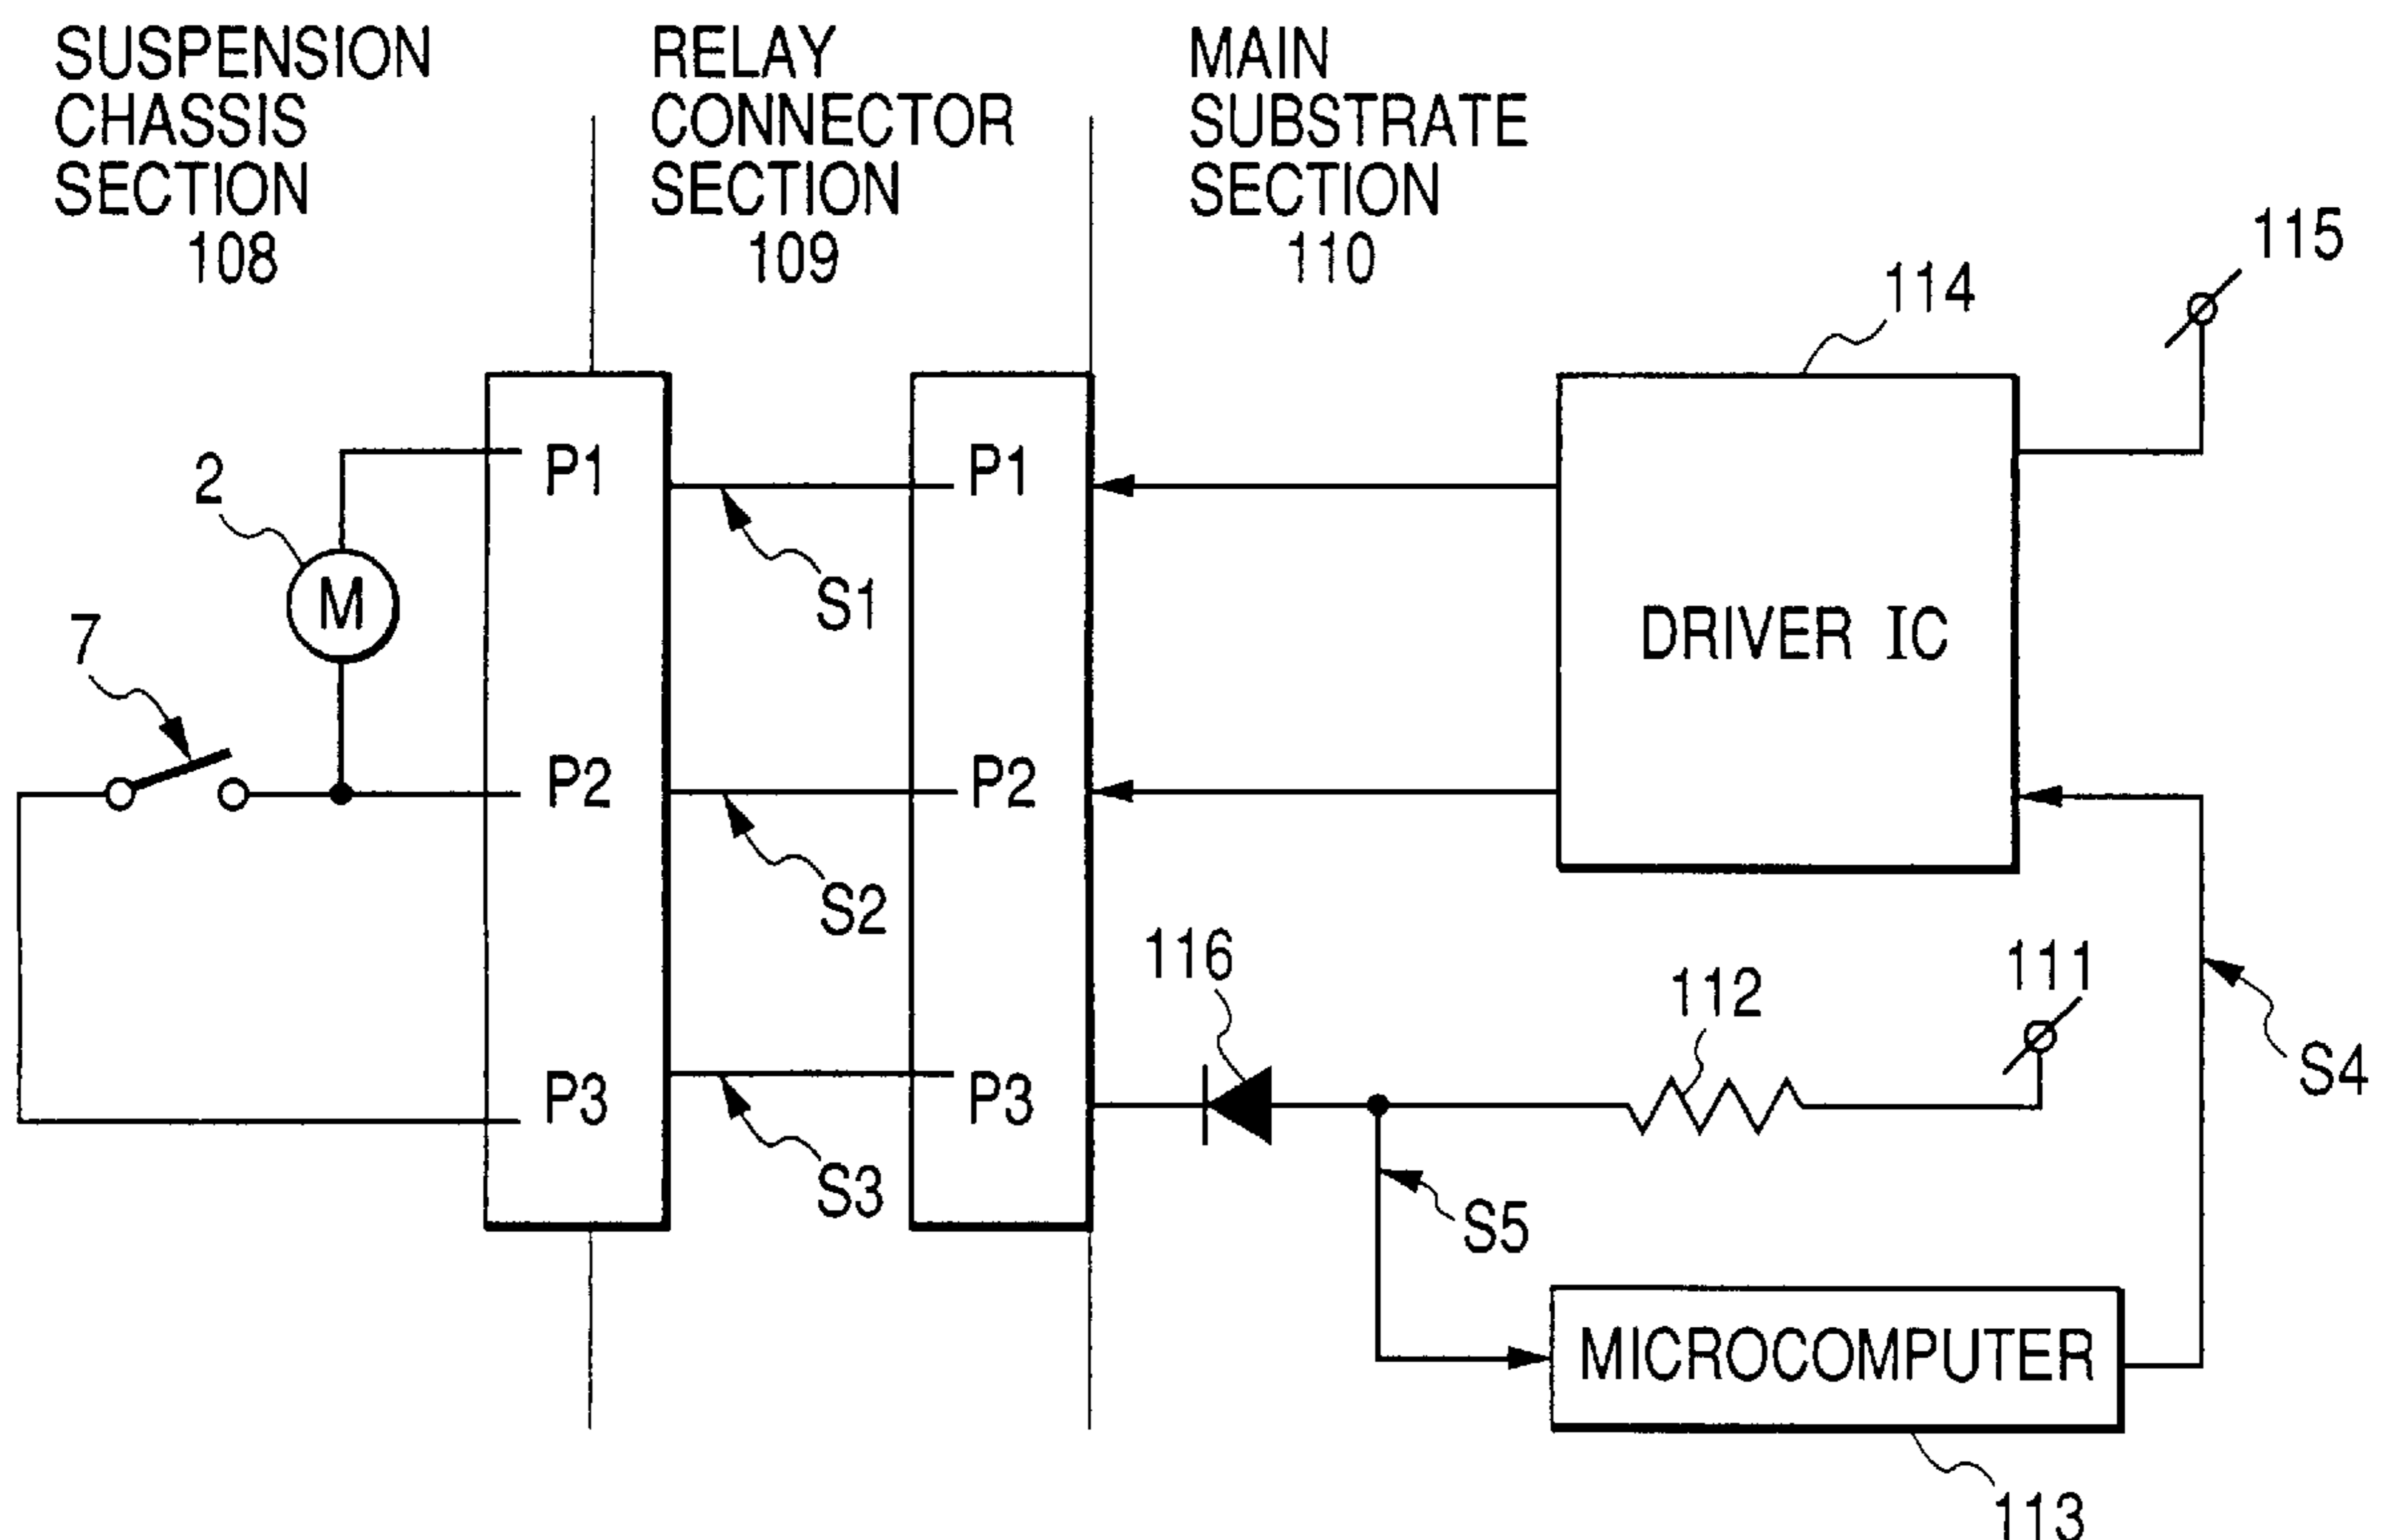 SUSPENSION
CHASSIS
SECTION
108
RELAY
CONNECTOR
SECTION
109
MAIN
SUBSTRATE
SECTION
110
115
114
2
P1
P1
M
S1
7
DRIVER IC
P2
P2
S2
116
112
111
S4
P3
P3
S3
S5
MICROCOMPUTER
113